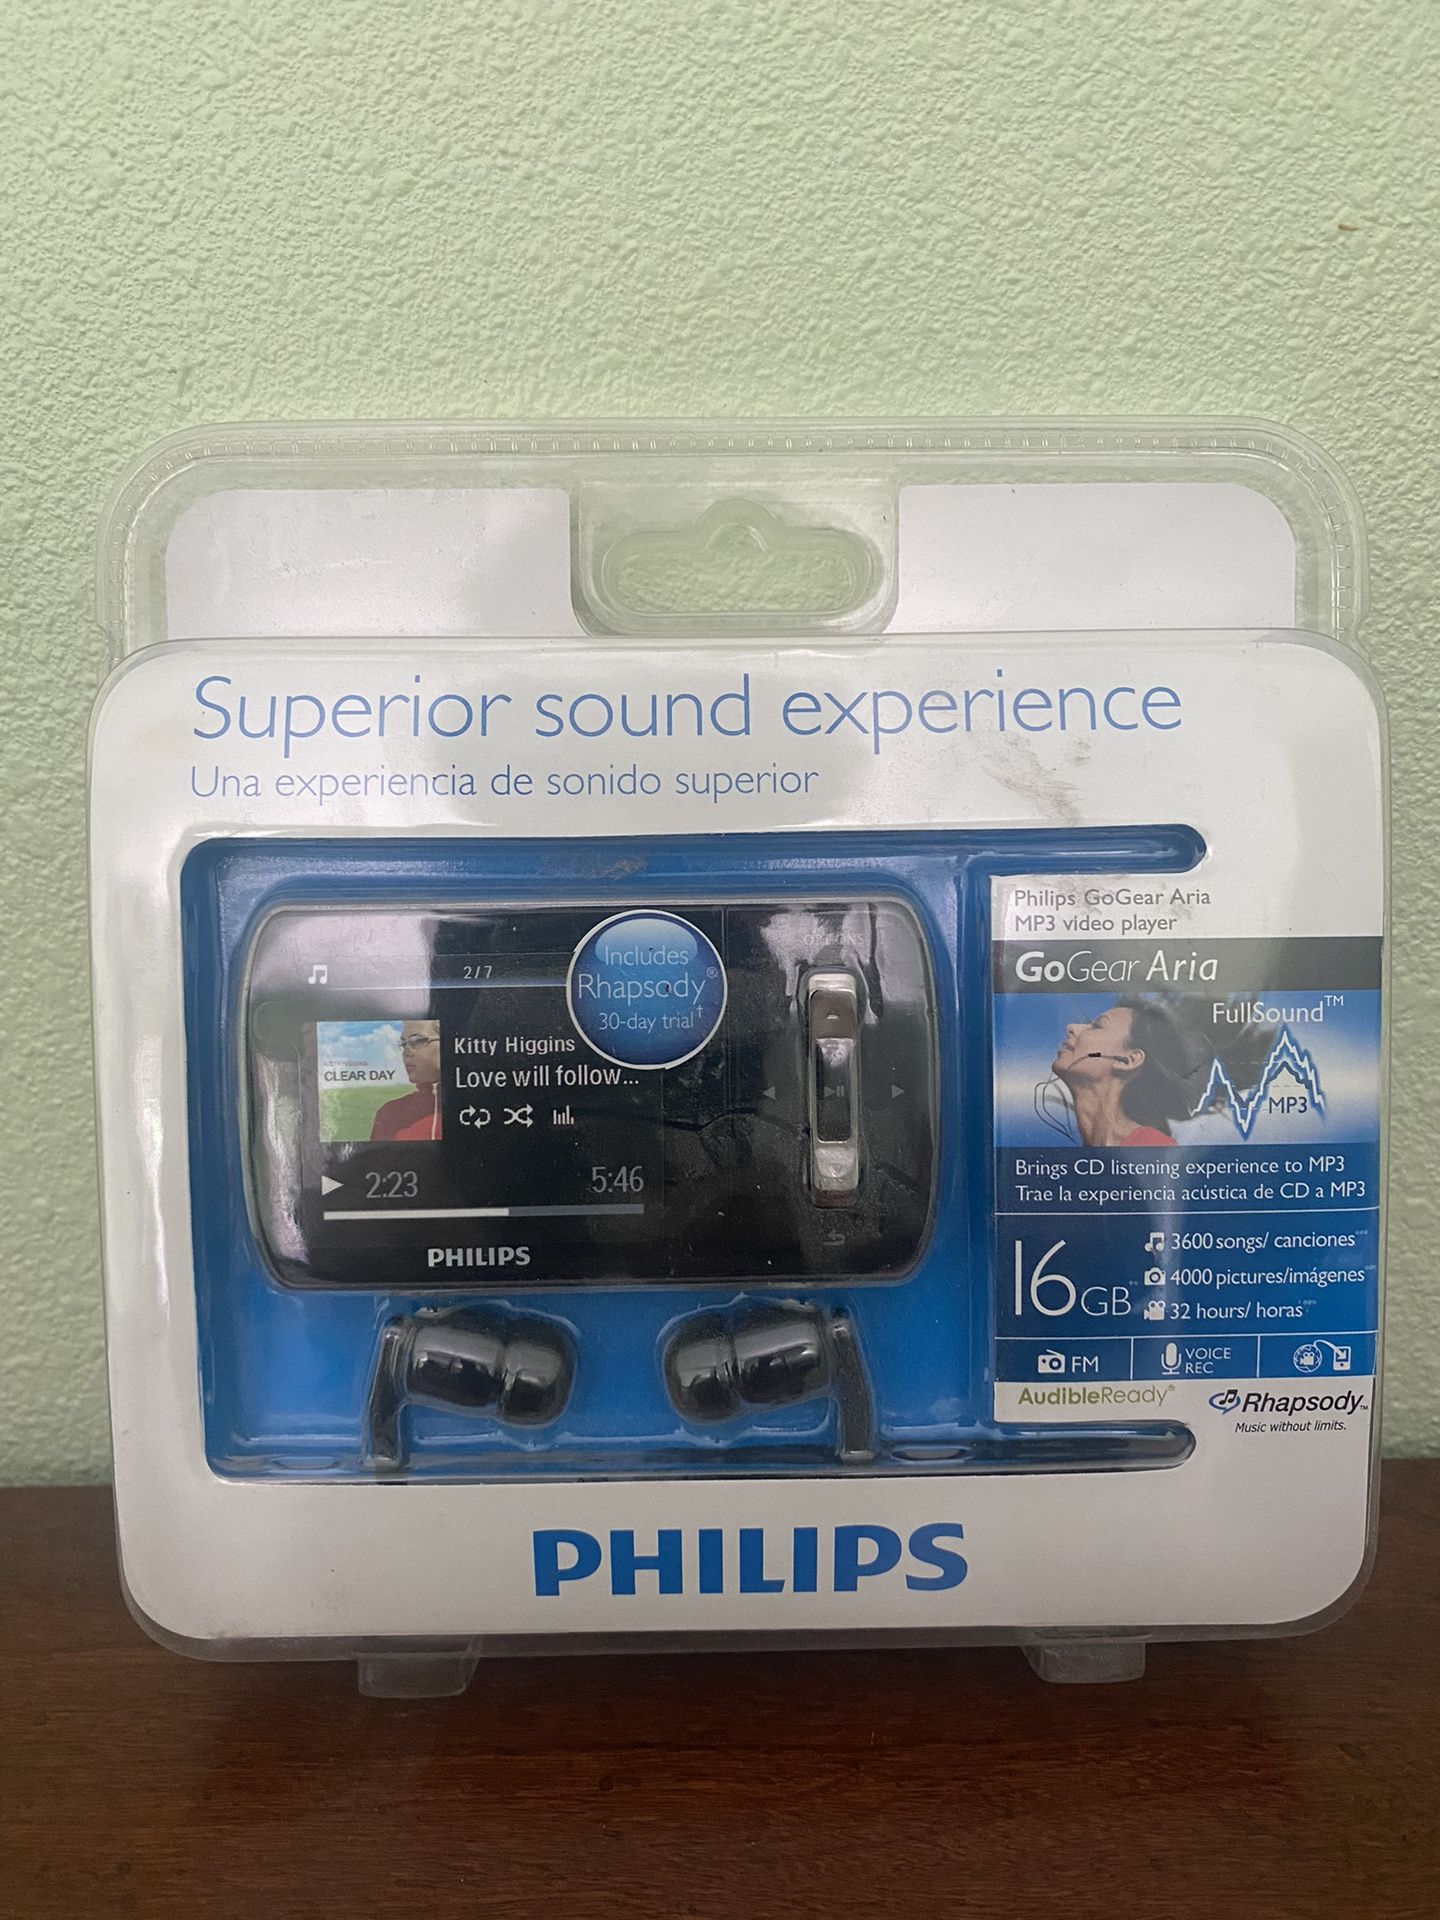 Superior sound experience
Una experiencia de sonido superior
Includes
Rhapsody®
30-day trial†
2/7
Kitty Higgins
Love will follow...
CLEAR DAY
2:23
5:46
PHILIPS
OPTIONS
Philips GoGear Aria
MP3 video player
GoGear Aria
FullSound™
MP3
Brings CD listening experience to MP3
Trae la experiencia acústica de CD a MP3
16GB
3600 songs/ canciones
4000 pictures/imágenes
32 hours/ horas
FM
VOICE
REC
AudibleReady®
Rhapsody™
Music without limits.
PHILIPS